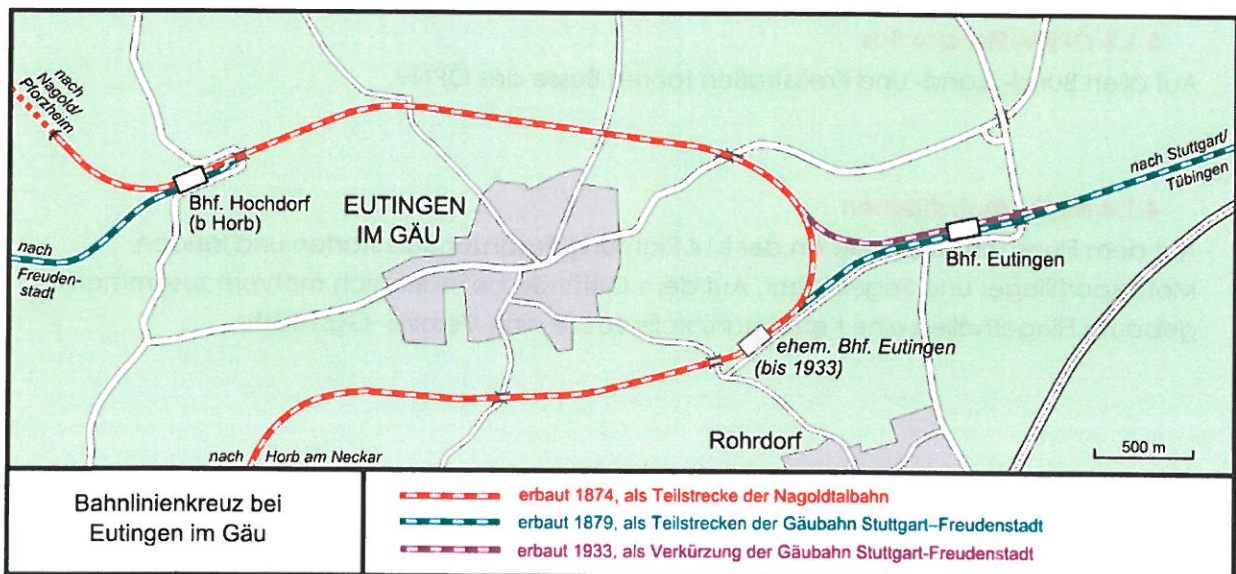 nach
Nagold/
Pforzheim
Bhf. Hochdorf
(b Horb)
nach
Freuden-
stadt
EUTINGEN
IM GÄU
nach Stuttgart/
Tübingen
Bhf. Eutingen
ehem. Bhf. Eutingen
(bis 1933)
Rohrdorf
500 m
nach Horb am Neckar
Bahnlinienkreuz bei
Eutingen im Gäu
erbaut 1874, als Teilstrecke der Nagoldtalbahn
erbaut 1879, als Teilstrecken der Gäubahn Stuttgart–Freudenstadt
erbaut 1933, als Verkürzung der Gäubahn Stuttgart-Freudenstadt